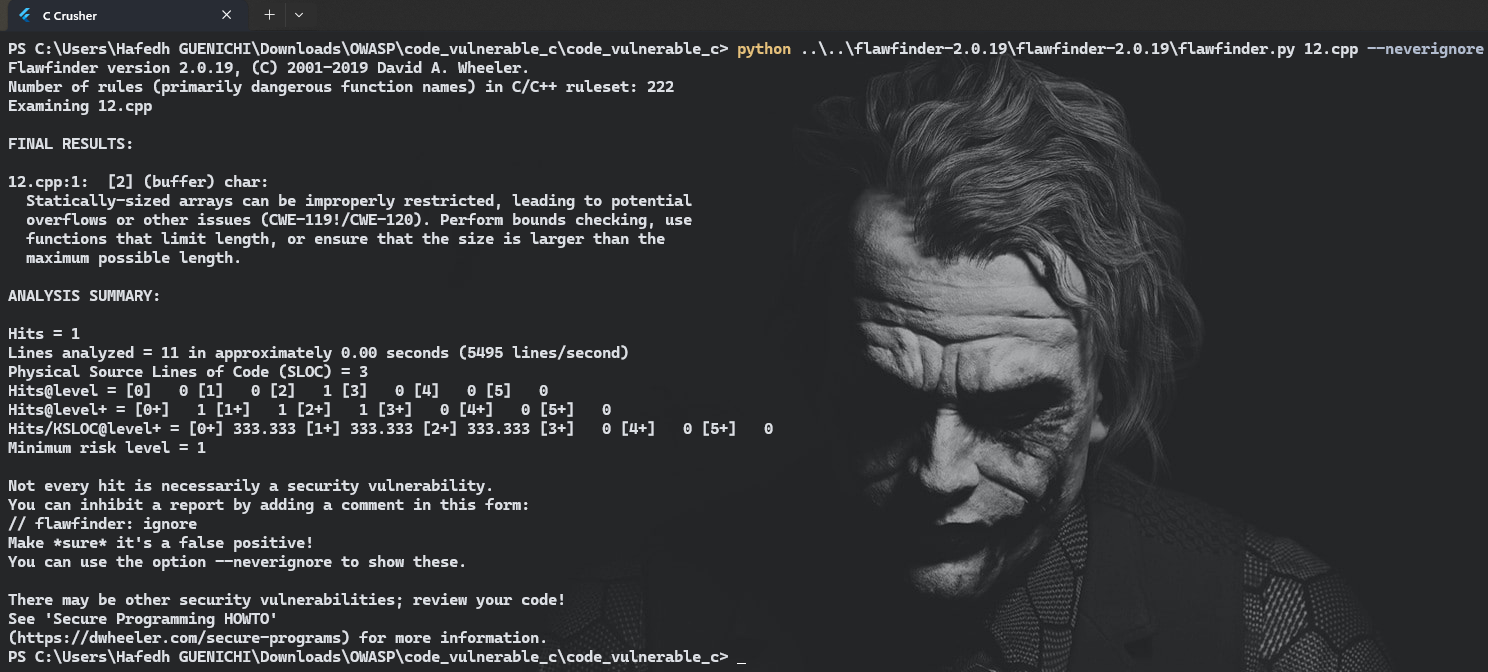 C Crusher
PS C:\Users\Hafedh GUENICHI\Downloads\OWASP\code_vulnerable_c\code_vulnerable_c> python ..\..\flawfinder-2.0.19\flawfinder-2.0.19\flawfinder.py 12.cpp --neverignore
Flawfinder version 2.0.19, (C) 2001-2019 David A. Wheeler.
Number of rules (primarily dangerous function names) in C/C++ ruleset: 222
Examining 12.cpp
FINAL RESULTS:
12.cpp:1:  [2] (buffer) char:
  Statically-sized arrays can be improperly restricted, leading to potential
  overflows or other issues (CWE-119!/CWE-120). Perform bounds checking, use
  functions that limit length, or ensure that the size is larger than the
  maximum possible length.
ANALYSIS SUMMARY:
Hits = 1
Lines analyzed = 11 in approximately 0.00 seconds (5495 lines/second)
Physical Source Lines of Code (SLOC) = 3
Hits@level = [0]   0 [1]   0 [2]   1 [3]   0 [4]   0 [5]   0
Hits@level+ = [0+]   1 [1+]   1 [2+]   1 [3+]   0 [4+]   0 [5+]   0
Hits/KSLOC@level+ = [0+] 333.333 [1+] 333.333 [2+] 333.333 [3+]   0 [4+]   0 [5+]   0
Minimum risk level = 1
Not every hit is necessarily a security vulnerability.
You can inhibit a report by adding a comment in this form:
// flawfinder: ignore
Make *sure* it's a false positive!
You can use the option --neverignore to show these.
There may be other security vulnerabilities; review your code!
See 'Secure Programming HOWTO'
(https://dwheeler.com/secure-programs) for more information.
PS C:\Users\Hafedh GUENICHI\Downloads\OWASP\code_vulnerable_c\code_vulnerable_c> _